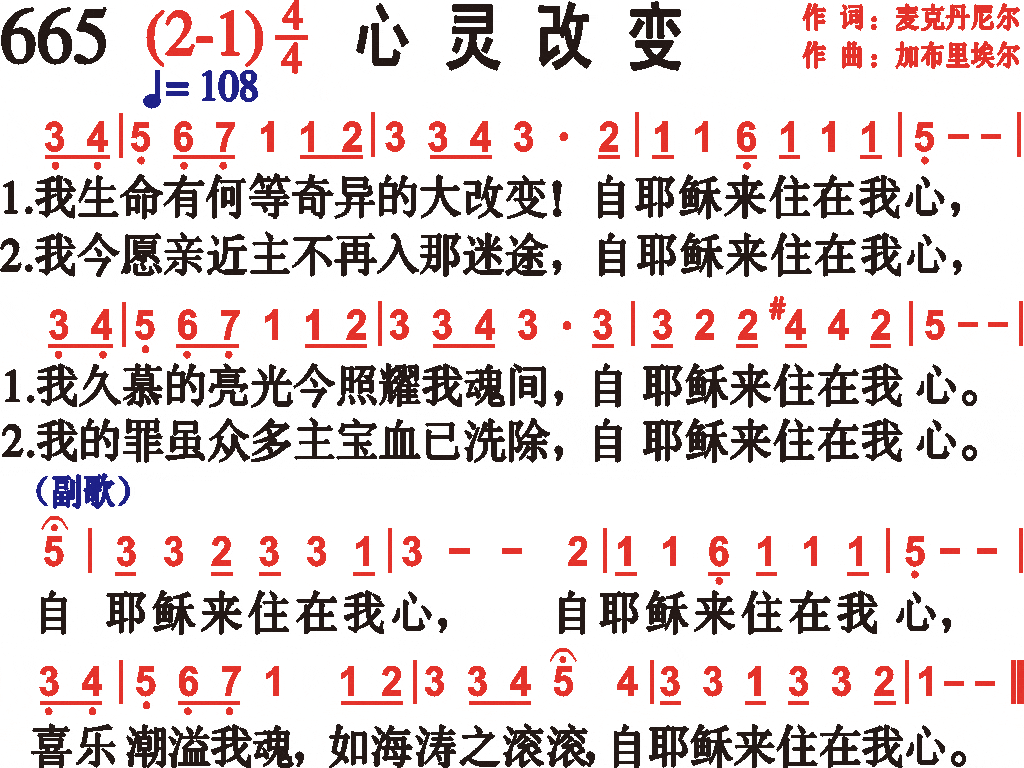 665 (2-1) 4/4 心灵改变 作 词：麦克丹尼尔
♩= 108 作 曲：加布里埃尔
3 4 | 5 6 7 1 1 2 | 3 3 4 3 · 2 | 1 1 6 1 1 1 | 5 - - |
1.我生命有何等奇异的大改变！自耶稣来住在我心，
2.我今愿亲近主不再入那迷途，自耶稣来住在我心，
3 4 | 5 6 7 1 1 2 | 3 3 4 3 · 3 | 3 2 2 #4 4 2 | 5 - - |
1.我久慕的亮光今照耀我魂间，自 耶稣来住在我 心。
2.我的罪虽众多主宝血已洗除，自 耶稣来住在我 心。
（副歌）
5 | 3 3 2 3 3 1 | 3 - - 2 | 1 1 6 1 1 1 | 5 - - |
自 耶稣来住在我心， 自耶稣来住在我 心，
3 4 | 5 6 7 1 1 2 | 3 3 4 5 4 | 3 3 1 3 3 2 | 1 - - ‖
喜乐 潮溢我魂，如海涛之滚滚，自耶稣来住在我心。